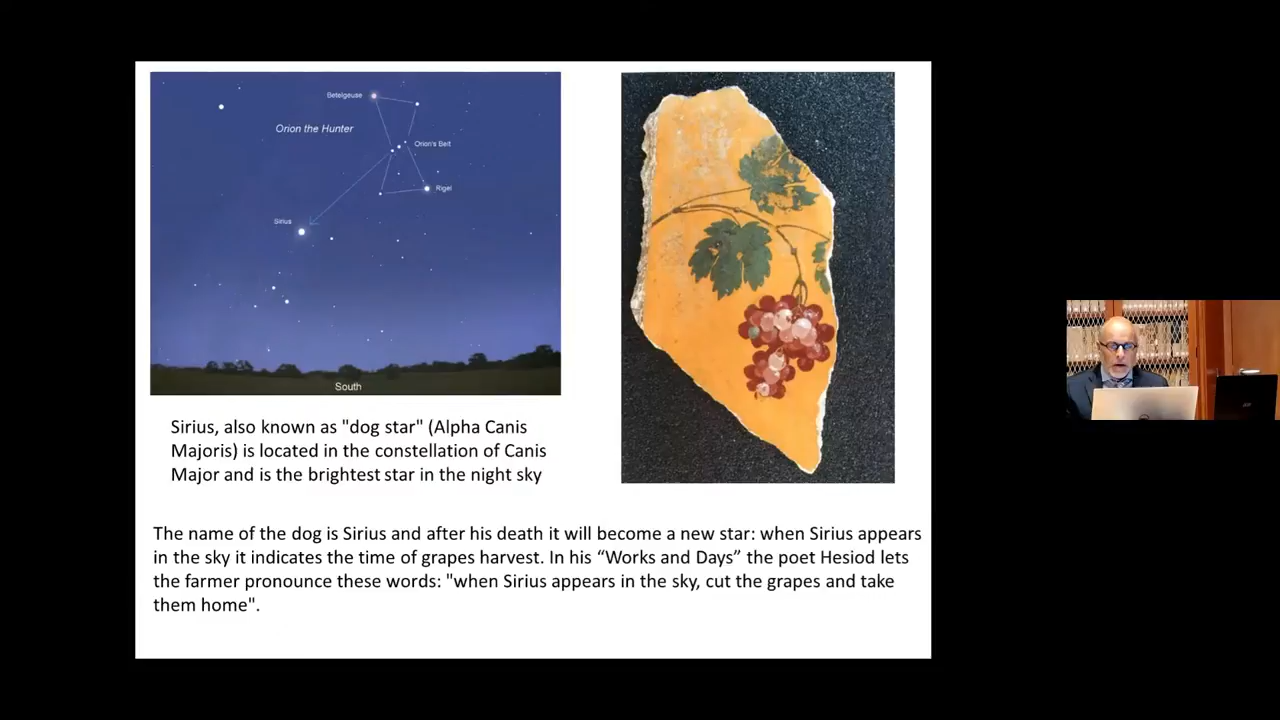 Betelgeuse
Orion the Hunter
Orion's Belt
Rigel
Sirius
South
Sirius, also known as "dog star" (Alpha Canis
Majoris) is located in the constellation of Canis
Major and is the brightest star in the night sky
The name of the dog is Sirius and after his death it will become a new star: when Sirius appears
in the sky it indicates the time of grapes harvest. In his “Works and Days” the poet Hesiod lets
the farmer pronounce these words: "when Sirius appears in the sky, cut the grapes and take
them home".